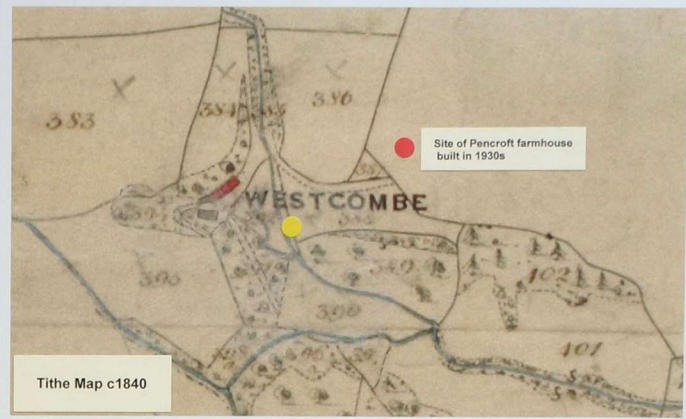 383
384
386
Site of Pencroft farmhouse
built in 1930s
WESTCOMBE
102
390
101
Tithe Map c1840